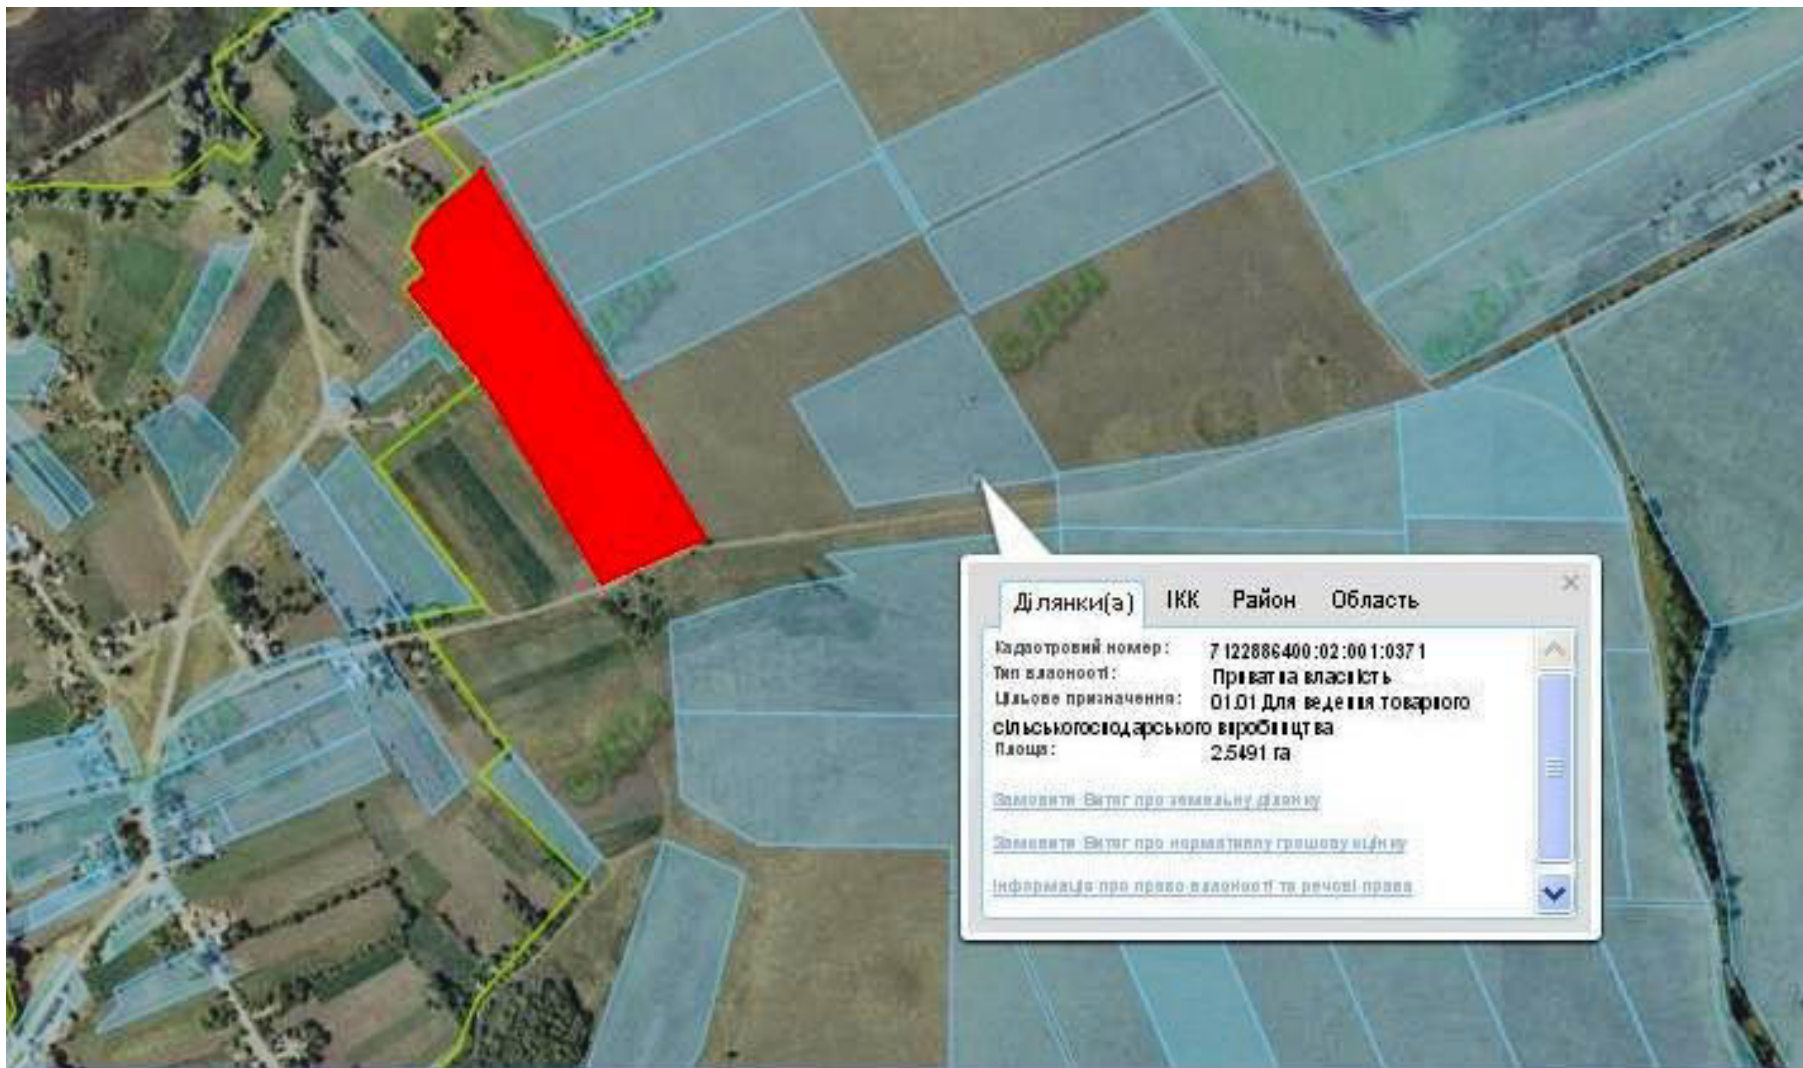 Ділянки(а) ІКК Район Область
Кадастровий номер: 7122886400:02:001:0371
Тип власності: Приватна власність
Цільове призначення: 01.01 Для ведення товарного
сільськогосподарського виробництва
Площа: 2.5491 га
Замовити Витяг про земельну ділянку
Замовити Витяг про нормативну грошову оцінку
Інформація про право власності та речові права